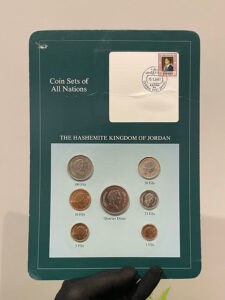 Coin Sets of
All Nations
THE HASHEMITE KINGDOM OF JORDAN
100 Fils
50 Fils
Quarter Dinar
10 Fils
25 Fils
5 Fils
1 Fils